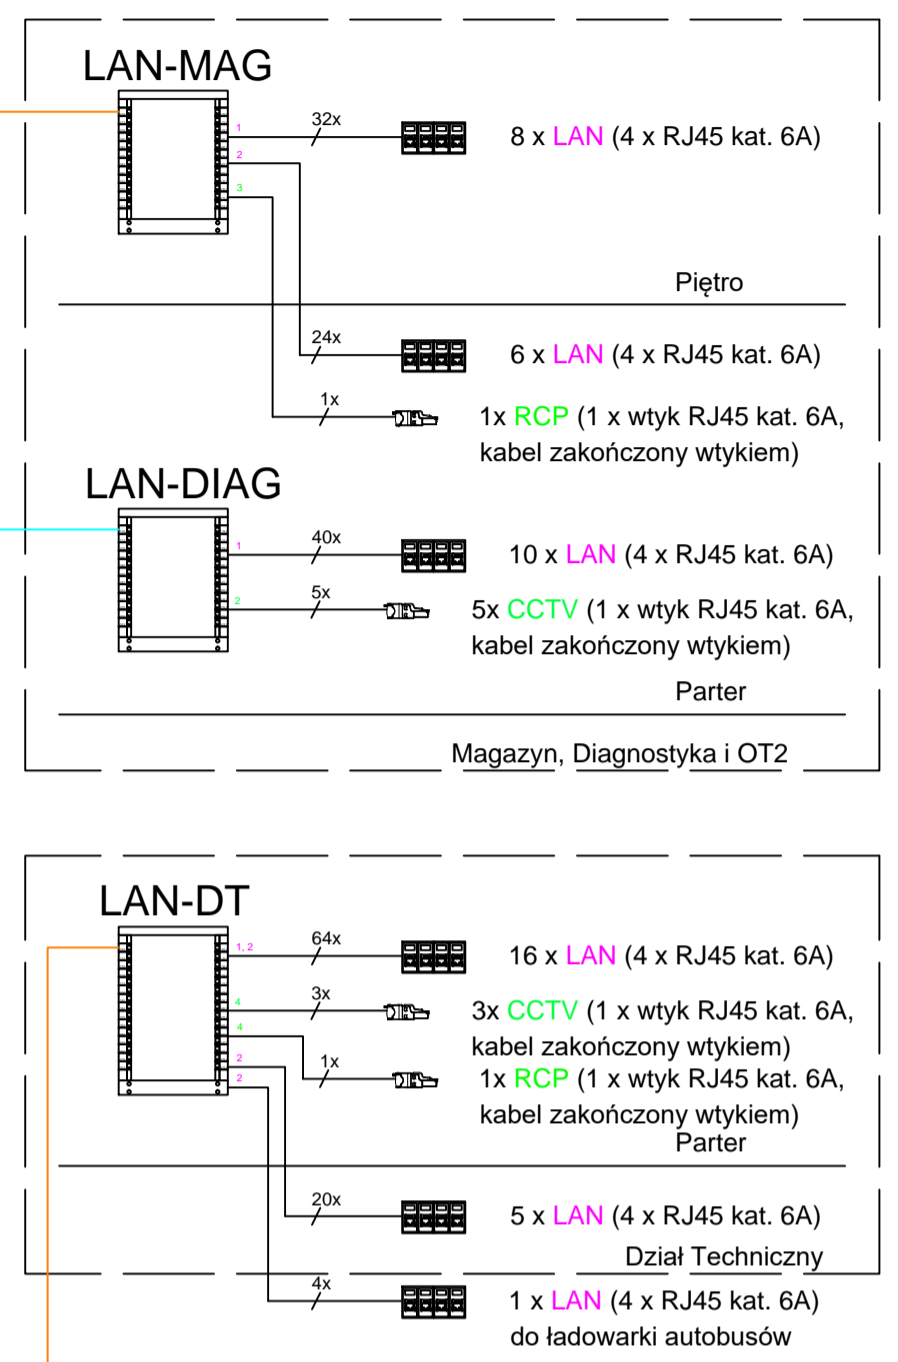 LAN-MAG
1
32x
8 x LAN (4 x RJ45 kat. 6A)
2
3
Piętro
24x
6 x LAN (4 x RJ45 kat. 6A)
1x
1x RCP (1 x wtyk RJ45 kat. 6A,
kabel zakończony wtykiem)
LAN-DIAG
1
40x
10 x LAN (4 x RJ45 kat. 6A)
2
5x
5x CCTV (1 x wtyk RJ45 kat. 6A,
kabel zakończony wtykiem)
Parter
Magazyn, Diagnostyka i OT2
LAN-DT
1, 2
64x
16 x LAN (4 x RJ45 kat. 6A)
4
3x
3x CCTV (1 x wtyk RJ45 kat. 6A,
kabel zakończony wtykiem)
4
1x
1x RCP (1 x wtyk RJ45 kat. 6A,
kabel zakończony wtykiem)
2
2
Parter
20x
5 x LAN (4 x RJ45 kat. 6A)
Dział Techniczny
4x
1 x LAN (4 x RJ45 kat. 6A)
do ładowarki autobusów